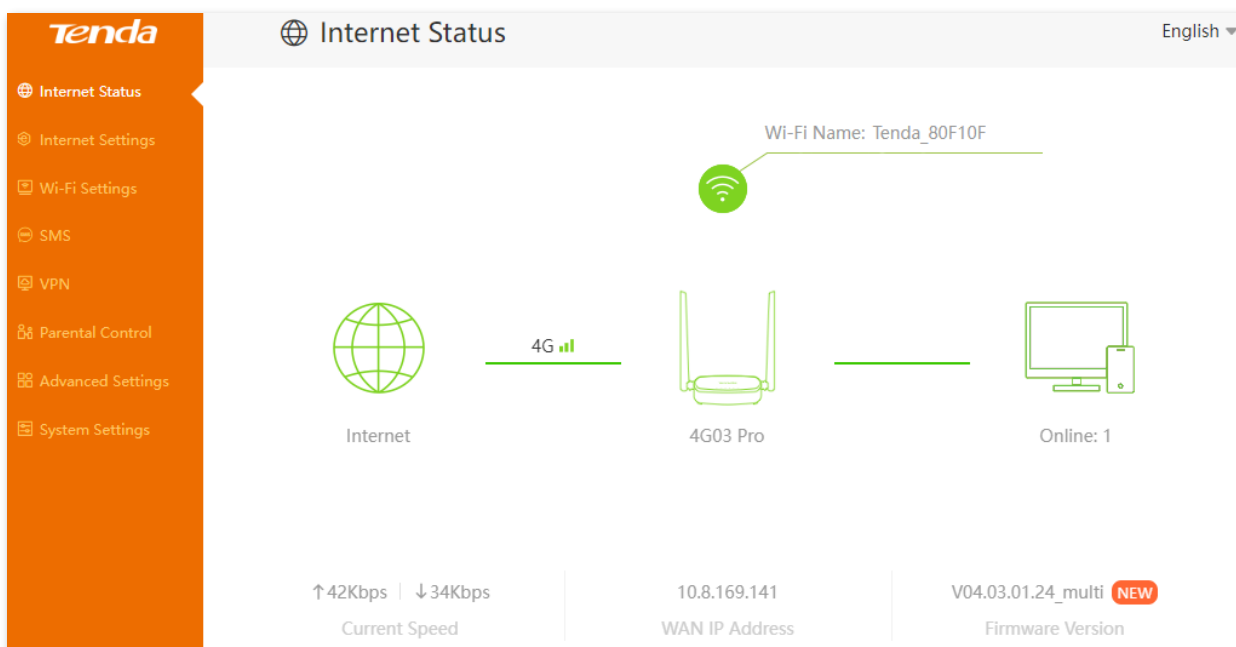 Tenda
Internet Status
English
Internet Status
Internet Settings
Wi-Fi Settings
SMS
VPN
Parental Control
Advanced Settings
System Settings
Wi-Fi Name: Tenda_80F10F
4G
Internet
4G03 Pro
Online: 1
↑42Kbps ↓34Kbps
Current Speed
10.8.169.141
WAN IP Address
V04.03.01.24_multi NEW
Firmware Version